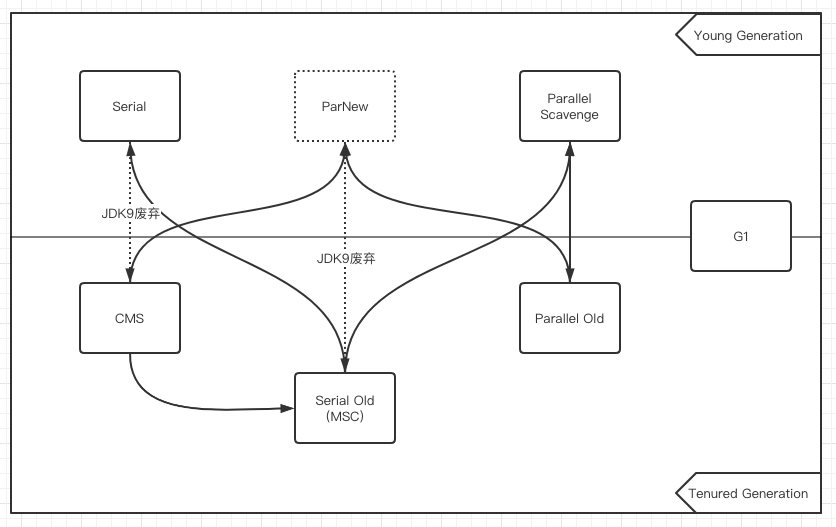 Young Generation
Serial
ParNew
Parallel
Scavenge
JDK9废弃
G1
JDK9废弃
CMS
Parallel Old
Serial Old
(MSC)
Tenured Generation